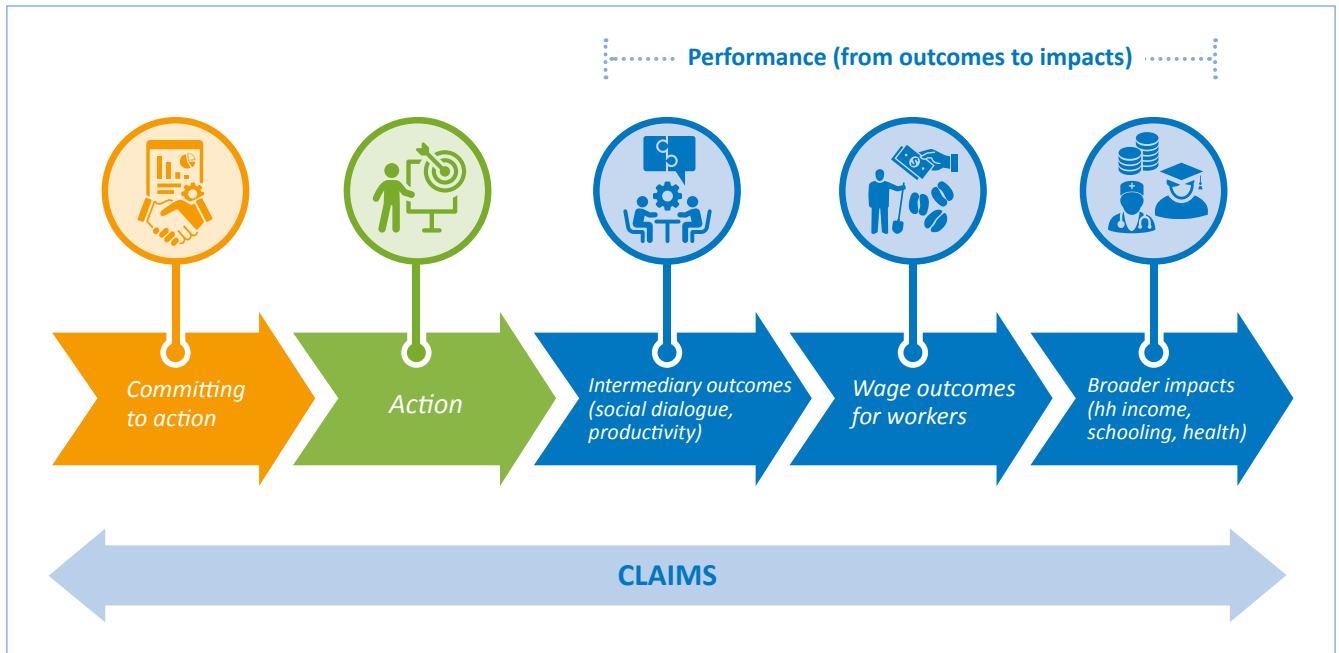 Performance (from outcomes to impacts)
Committing
to action
Action
Intermediary outcomes
(social dialogue,
productivity)
Wage outcomes
for workers
Broader impacts
(hh income,
schooling, health)
CLAIMS